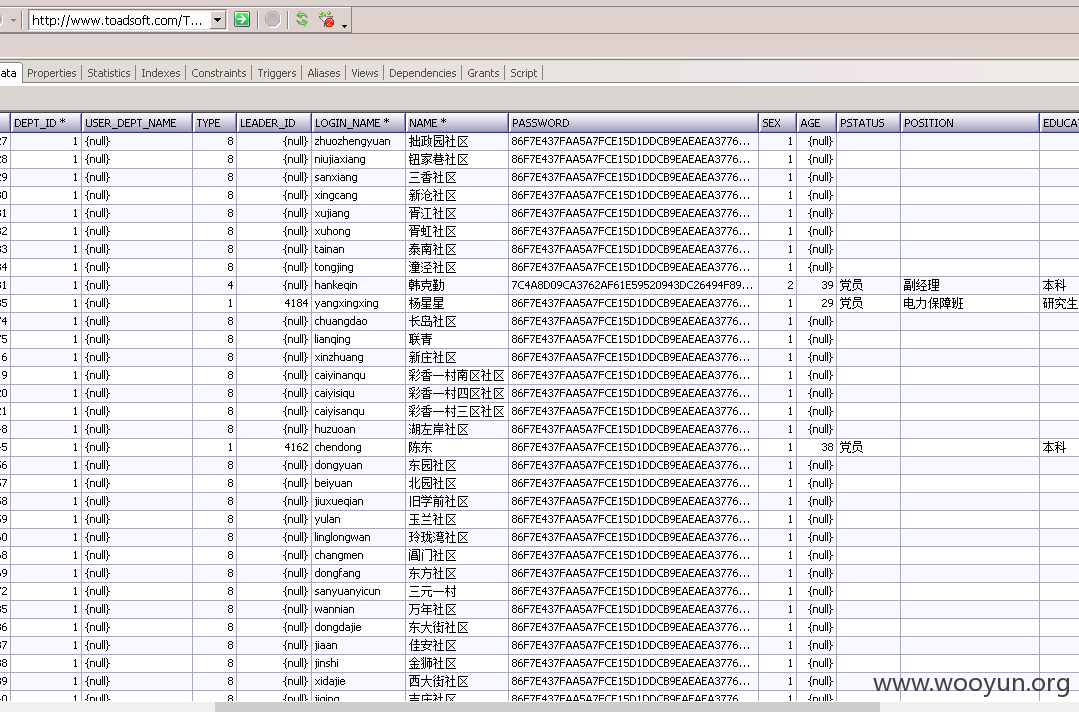 http://www.toadsoft.com/T...
ata Properties Statistics Indexes Constraints Triggers Aliases Views Dependencies Grants Script
DEPT_ID * USER_DEPT_NAME TYPE LEADER_ID LOGIN_NAME * NAME * PASSWORD SEX AGE PSTATUS POSITION EDUCA
27 1 {null} 8 {null} zhuozhengyuan 拙政园社区 86F7E437FAA5A7FCE15D1DDCB9EAEAEA3776... 1 {null}
28 1 {null} 8 {null} niujiaxiang 钮家巷社区 86F7E437FAA5A7FCE15D1DDCB9EAEAEA3776... 1 {null}
29 1 {null} 8 {null} sanxiang 三香社区 86F7E437FAA5A7FCE15D1DDCB9EAEAEA3776... 1 {null}
30 1 {null} 8 {null} xingcang 新沧社区 86F7E437FAA5A7FCE15D1DDCB9EAEAEA3776... 1 {null}
31 1 {null} 8 {null} xujiang 胥江社区 86F7E437FAA5A7FCE15D1DDCB9EAEAEA3776... 1 {null}
32 1 {null} 8 {null} xuhong 胥虹社区 86F7E437FAA5A7FCE15D1DDCB9EAEAEA3776... 1 {null}
33 1 {null} 8 {null} tainan 泰南社区 86F7E437FAA5A7FCE15D1DDCB9EAEAEA3776... 1 {null}
34 1 {null} 8 {null} tongjing 潼泾社区 86F7E437FAA5A7FCE15D1DDCB9EAEAEA3776... 1 {null}
31 1 {null} 4 {null} hankeqin 韩克勤 7C4A8D09CA3762AF61E59520943DC26494F89... 2 39 党员 副经理 本科
35 1 {null} 1 4184 yangxingxing 杨星星 86F7E437FAA5A7FCE15D1DDCB9EAEAEA3776... 1 29 党员 电力保障班 研究生
74 1 {null} 8 {null} chuangdao 长岛社区 86F7E437FAA5A7FCE15D1DDCB9EAEAEA3776... 1 {null}
75 1 {null} 8 {null} lianqing 联青 86F7E437FAA5A7FCE15D1DDCB9EAEAEA3776... 1 {null}
6 1 {null} 8 {null} xinzhuang 新庄社区 86F7E437FAA5A7FCE15D1DDCB9EAEAEA3776... 1 {null}
9 1 {null} 8 {null} caiyinanqu 彩香一村南区社区 86F7E437FAA5A7FCE15D1DDCB9EAEAEA3776... 1 {null}
20 1 {null} 8 {null} caiyisiqu 彩香一村四区社区 86F7E437FAA5A7FCE15D1DDCB9EAEAEA3776... 1 {null}
21 1 {null} 8 {null} caiyisanqu 彩香一村三区社区 86F7E437FAA5A7FCE15D1DDCB9EAEAEA3776... 1 {null}
8 1 {null} 8 {null} huzuoan 湖左岸社区 86F7E437FAA5A7FCE15D1DDCB9EAEAEA3776... 1 {null}
5 1 {null} 1 4162 chendong 陈东 86F7E437FAA5A7FCE15D1DDCB9EAEAEA3776... 1 38 党员 本科
56 1 {null} 8 {null} dongyuan 东园社区 86F7E437FAA5A7FCE15D1DDCB9EAEAEA3776... 1 {null}
57 1 {null} 8 {null} beiyuan 北园社区 86F7E437FAA5A7FCE15D1DDCB9EAEAEA3776... 1 {null}
58 1 {null} 8 {null} jiuxueqian 旧学前社区 86F7E437FAA5A7FCE15D1DDCB9EAEAEA3776... 1 {null}
59 1 {null} 8 {null} yulan 玉兰社区 86F7E437FAA5A7FCE15D1DDCB9EAEAEA3776... 1 {null}
60 1 {null} 8 {null} linglongwan 玲珑湾社区 86F7E437FAA5A7FCE15D1DDCB9EAEAEA3776... 1 {null}
68 1 {null} 8 {null} changmen 阊门社区 86F7E437FAA5A7FCE15D1DDCB9EAEAEA3776... 1 {null}
69 1 {null} 8 {null} dongfang 东方社区 86F7E437FAA5A7FCE15D1DDCB9EAEAEA3776... 1 {null}
72 1 {null} 8 {null} sanyuanyicun 三元一村 86F7E437FAA5A7FCE15D1DDCB9EAEAEA3776... 1 {null}
35 1 {null} 8 {null} wannian 万年社区 86F7E437FAA5A7FCE15D1DDCB9EAEAEA3776... 1 {null}
36 1 {null} 8 {null} dongdajie 东大街社区 86F7E437FAA5A7FCE15D1DDCB9EAEAEA3776... 1 {null}
37 1 {null} 8 {null} jiaan 佳安社区 86F7E437FAA5A7FCE15D1DDCB9EAEAEA3776... 1 {null}
38 1 {null} 8 {null} jinshi 金狮社区 86F7E437FAA5A7FCE15D1DDCB9EAEAEA3776... 1 {null}
39 1 {null} 8 {null} xidajie 西大街社区 86F7E437FAA5A7FCE15D1DDCB9EAEAEA3776... 1 {null}
1 {null} 8 {null} 86F7E437FAA5A7FCE15D1DDCB9EAEAEA3776... 1 {null}
www.wooyun.org